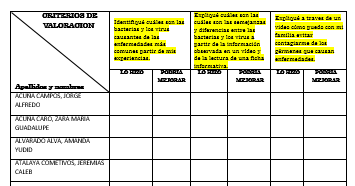 CRITERIOS DE
VALORACION
Identifiqué cuáles son las
bacterias y los virus
causantes de las
enfermedades más
comunes partir de mis
experiencias.
Expliqué cuáles son las
cuáles son las semejanzas
y diferencias entre las
bacterias y los virus a
partir de la información
observada en un video y
de la lectura de una ficha
informativa.
Expliqué a través de un
video cómo puedo con mi
familia evitar
contagiarme de los
gérmenes que causan
enfermedades.
Apellidos y nombres
LO HIZO
PODRIA
MEJORAR
LO HIZO
PODRIA
MEJORAR
LO HIZO
PODRIA
MEJORAR
ACUÑA CAMPOS, JORGE
ALFREDO
ACUÑA CARO, ZARA MARIA
GUADALUPE
ALVARADO ALVA, AMANDA
YUDID
ATALAYA COMETIVOS, JEREMIAS
CALEB